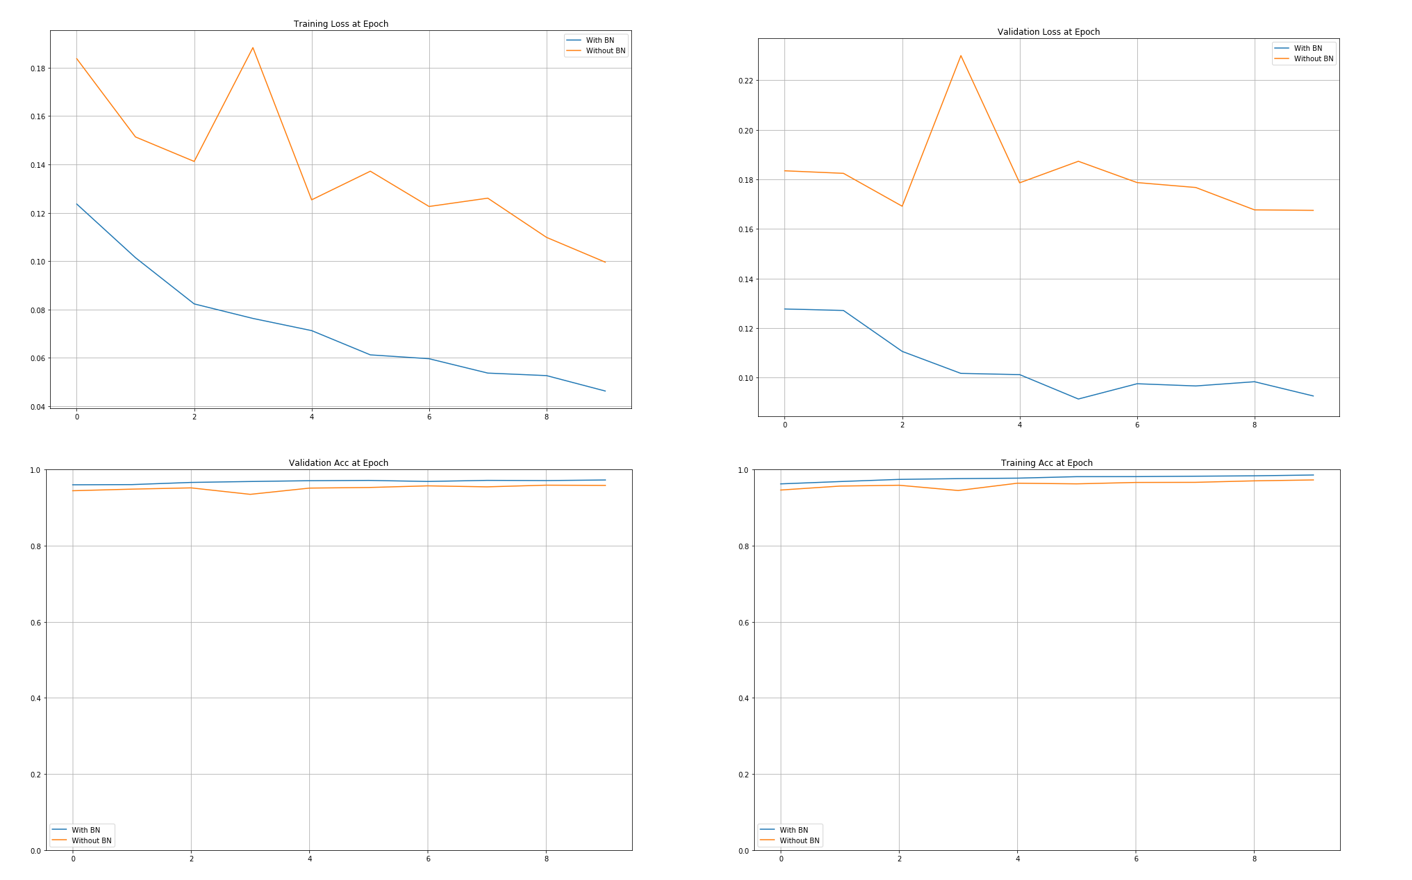 Training Loss at Epoch
With BN
Without BN
0.18
0.16
0.14
0.12
0.10
0.08
0.06
0.04
0 2 4 6 8
Validation Loss at Epoch
With BN
Without BN
0.22
0.20
0.18
0.16
0.14
0.12
0.10
0 2 4 6 8
Validation Acc at Epoch
1.0
0.8
0.6
0.4
0.2
0.0
With BN
Without BN
0 2 4 6 8
Training Acc at Epoch
1.0
0.8
0.6
0.4
0.2
0.0
With BN
Without BN
0 2 4 6 8